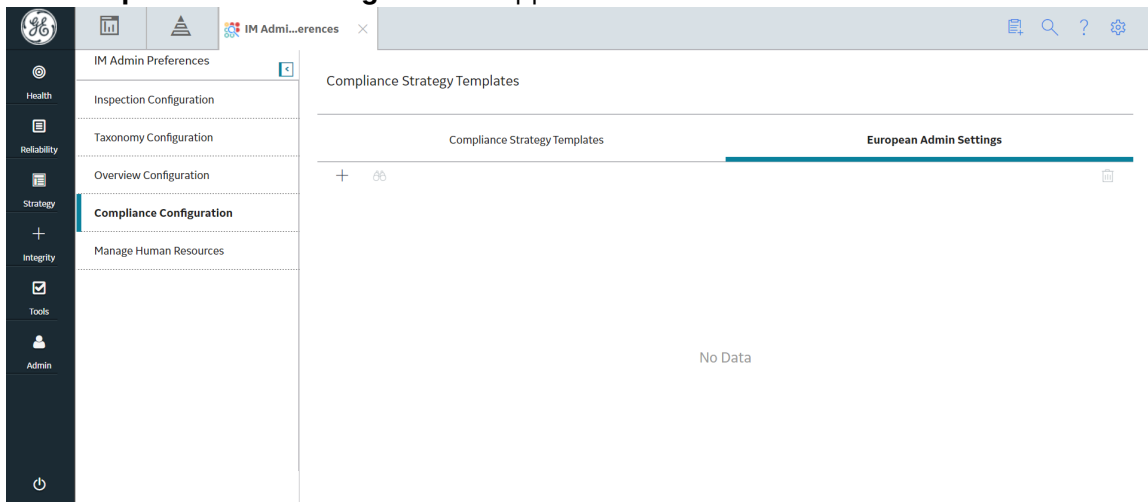 IM Admi...erences
Health
Reliability
Strategy
Integrity
Tools
Admin
IM Admin Preferences
Inspection Configuration
Taxonomy Configuration
Overview Configuration
Compliance Configuration
Manage Human Resources
Compliance Strategy Templates
Compliance Strategy Templates European Admin Settings
No Data